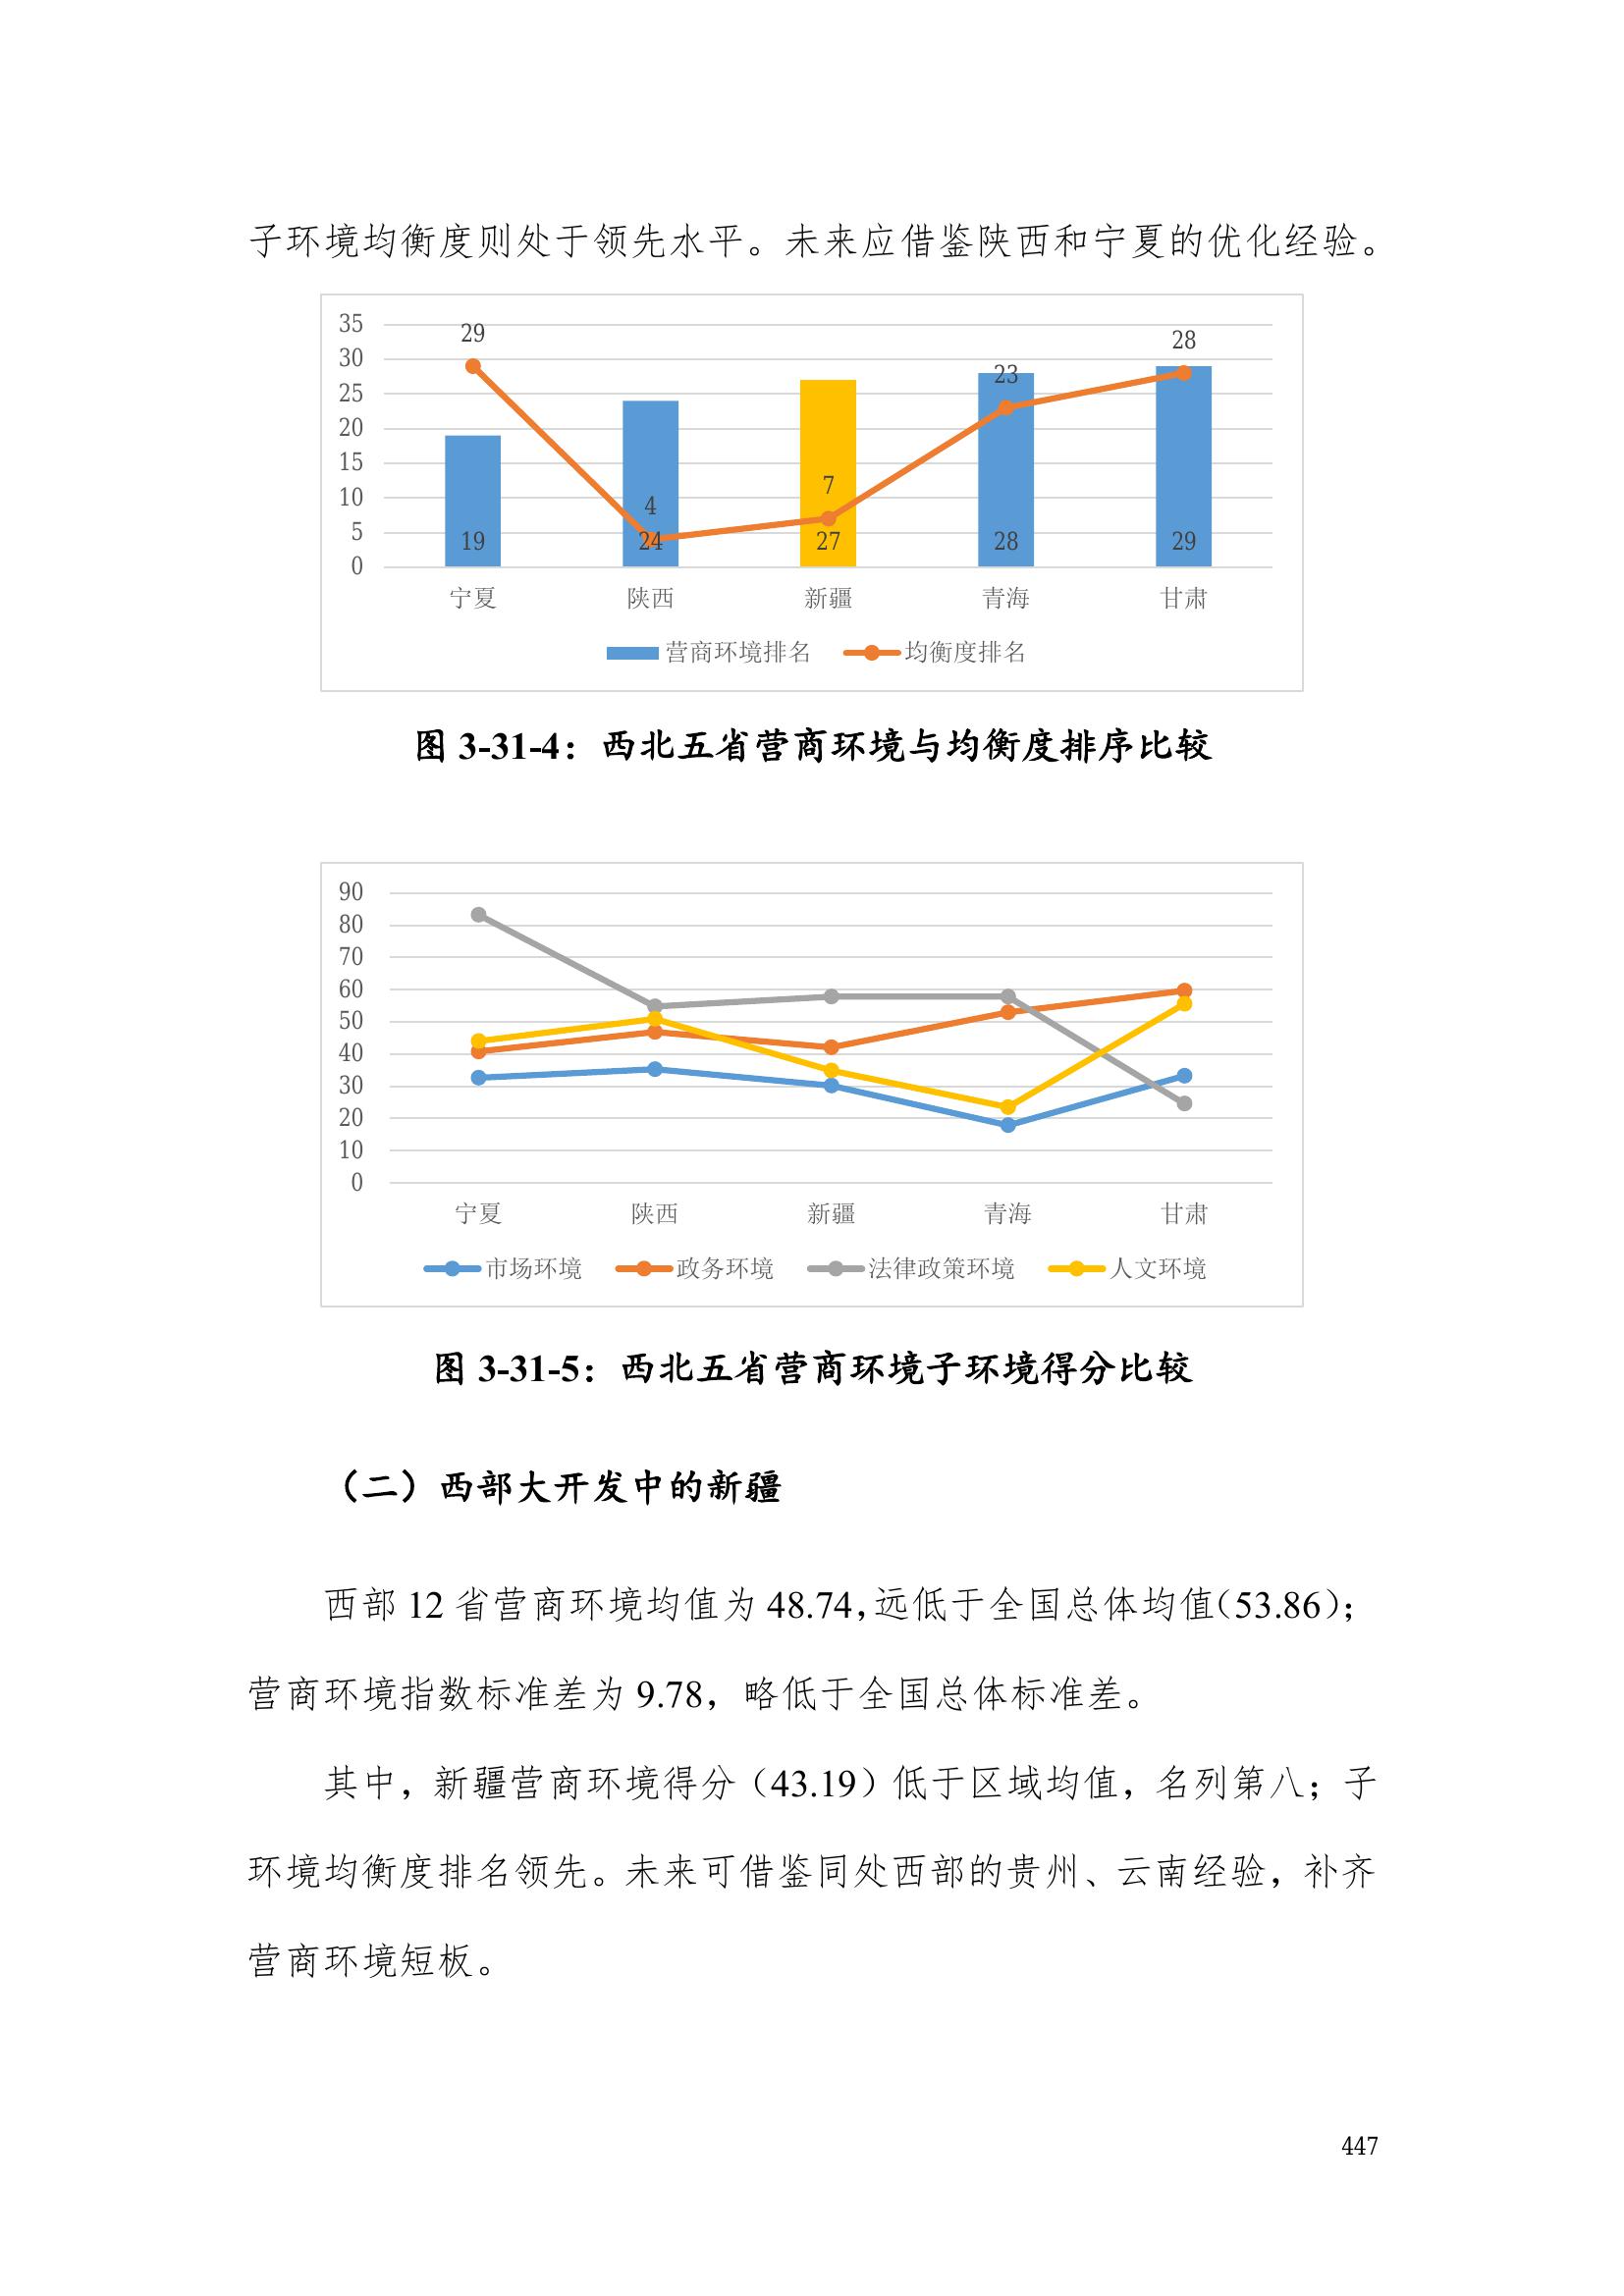 子环境均衡度则处于领先水平。未来应借鉴陕西和宁夏的优化经验。
35
30
25
20
15
10
5
0
29
4
7
23
28
19
24
27
28
29
宁夏 陕西 新疆 青海 甘肃
营商环境排名 均衡度排名
图 3-31-4：西北五省营商环境与均衡度排序比较
90
80
70
60
50
40
30
20
10
0
宁夏 陕西 新疆 青海 甘肃
市场环境 政务环境 法律政策环境 人文环境
图 3-31-5：西北五省营商环境子环境得分比较
（二）西部大开发中的新疆
西部 12 省营商环境均值为 48.74，远低于全国总体均值（53.86）；
营商环境指数标准差为 9.78，略低于全国总体标准差。
其中，新疆营商环境得分（43.19）低于区域均值，名列第八；子
环境均衡度排名领先。未来可借鉴同处西部的贵州、云南经验，补齐
营商环境短板。
447